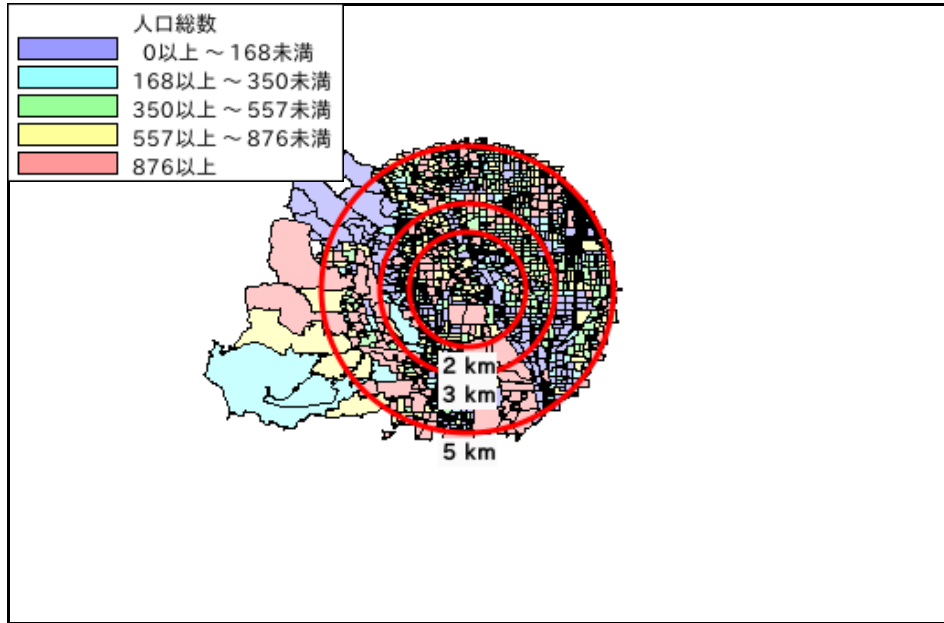 人口総数
0以上 ～ 168未満
168以上 ～ 350未満
350以上 ～ 557未満
557以上 ～ 876未満
876以上
2 km
3 km
5 km